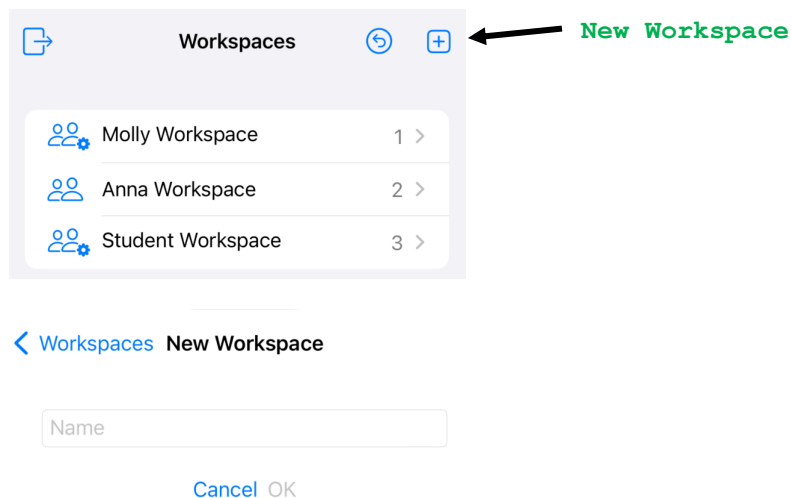 Workspaces
New Workspace
Molly Workspace 1
Anna Workspace 2
Student Workspace 3
Workspaces New Workspace
Name
Cancel OK